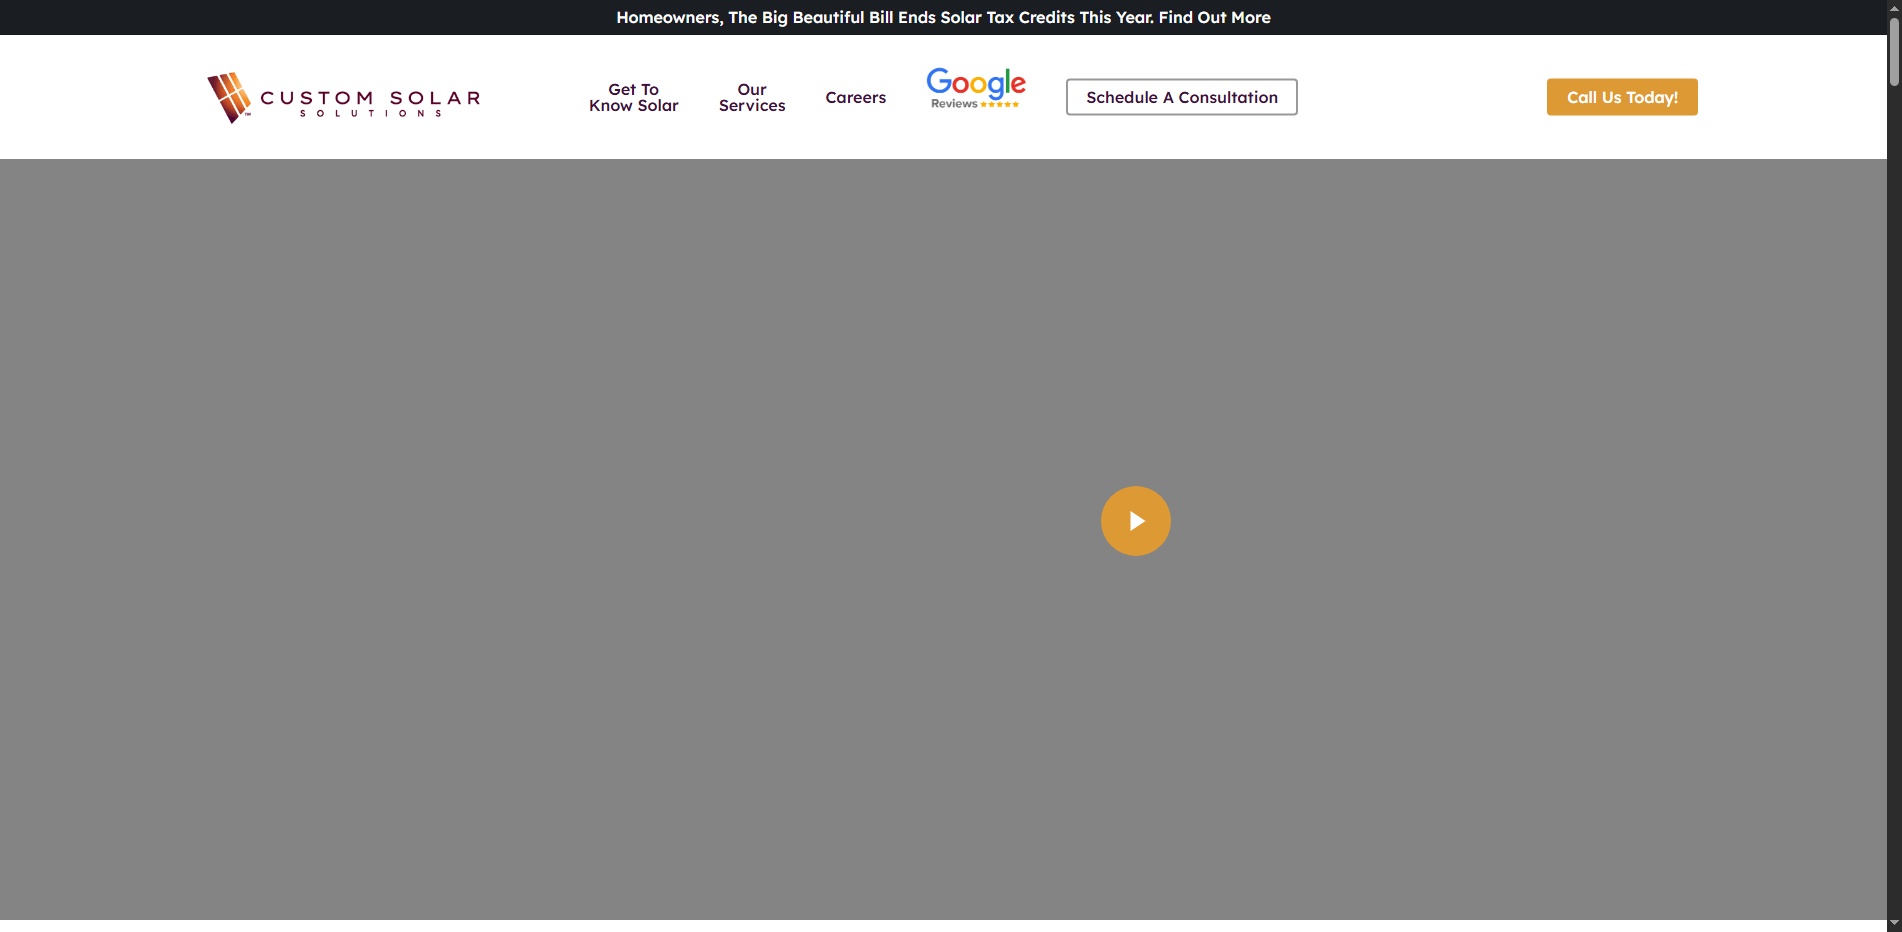 Homeowners, The Big Beautiful Bill Ends Solar Tax Credits This Year. Find Out More
CUSTOM SOLAR
SOLUTIONS
TM
Get To
Know Solar
Our
Services
Careers
Google
Reviews
Schedule A Consultation
Call Us Today!